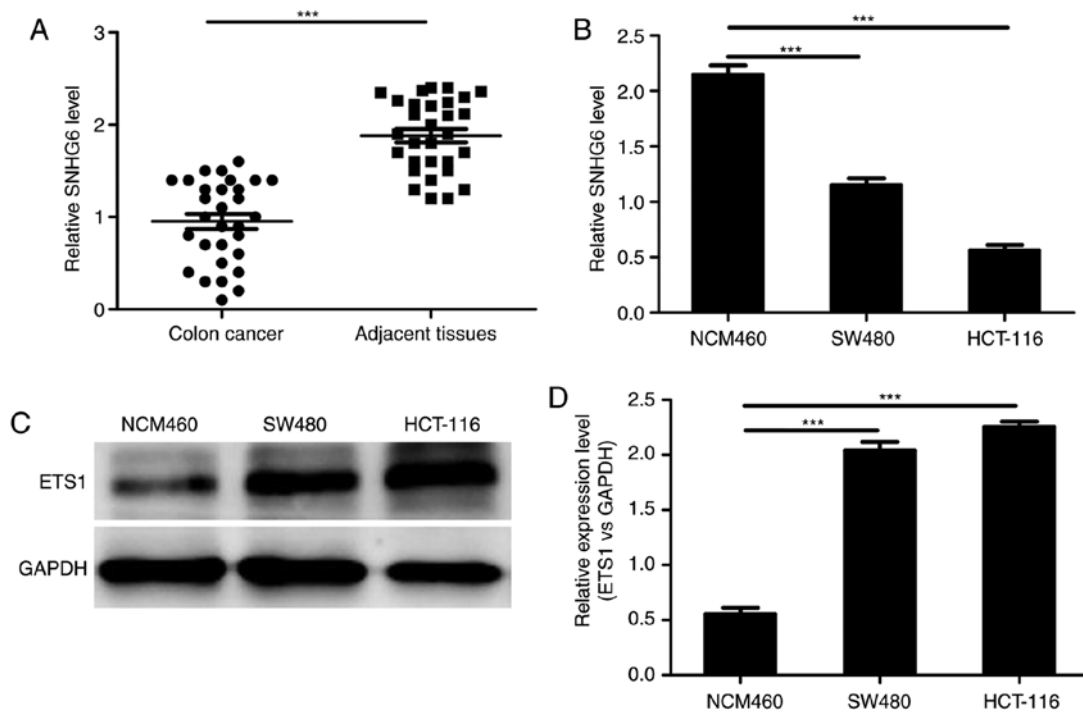 A
***
3
2
1
0
Relative SNHG6 level
Colon cancer
Adjacent tissues
B
***
***
2.5
2.0
1.5
1.0
0.5
0.0
Relative SNHG6 level
NCM460
SW480
HCT-116
C
NCM460
SW480
HCT-116
ETS1
GAPDH
D
***
***
2.5
2.0
1.5
1.0
0.5
0.0
Relative expression level
(ETS1 vs GAPDH)
NCM460
SW480
HCT-116